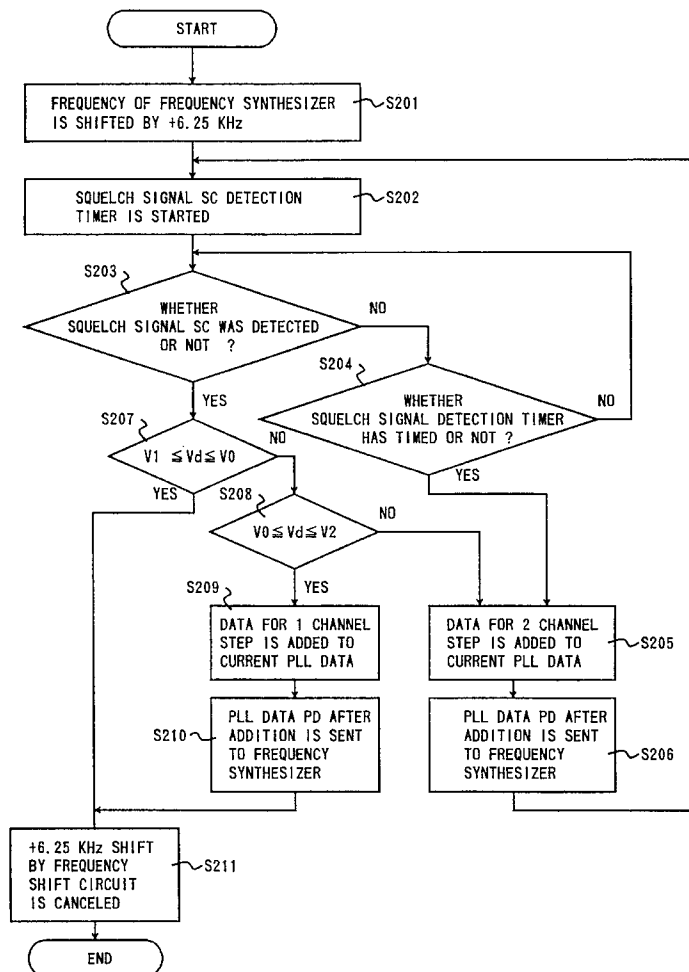 START
FREQUENCY OF FREQUENCY SYNTHESIZER
IS SHIFTED BY +6.25 KHz
S201
SQUELCH SIGNAL SC DETECTION
TIMER IS STARTED
S202
S203
WHETHER
SQUELCH SIGNAL SC WAS DETECTED
OR NOT ?
NO
YES
S204
WHETHER
SQUELCH SIGNAL DETECTION TIMER
HAS TIMED OR NOT ?
NO
YES
S207
V1 ≦Vd≦V0
NO
YES
S208
V0≦Vd≦V2
NO
YES
S209
DATA FOR 1 CHANNEL
STEP IS ADDED TO
CURRENT PLL DATA
DATA FOR 2 CHANNEL
STEP IS ADDED TO
CURRENT PLL DATA
S205
S210
PLL DATA PD AFTER
ADDITION IS SENT
TO FREQUENCY
SYNTHESIZER
PLL DATA PD AFTER
ADDITION IS SENT
TO FREQUENCY
SYNTHESIZER
S206
+6.25 KHz SHIFT
BY FREQUENCY
SHIFT CIRCUIT
IS CANCELED
S211
END